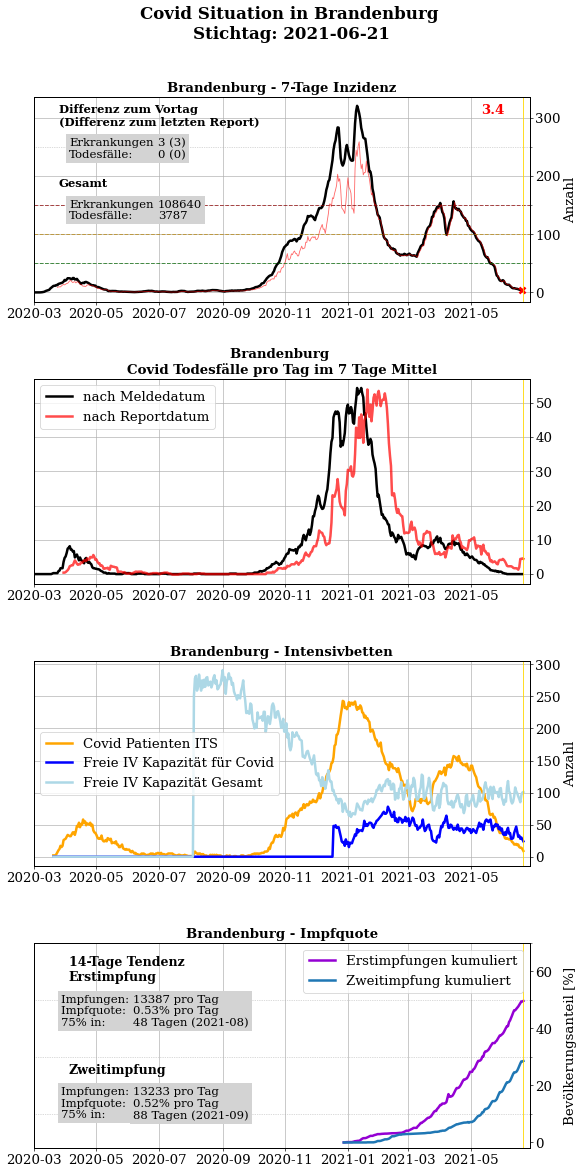 Covid Situation in Brandenburg
Stichtag: 2021-06-21
Brandenburg - 7-Tage Inzidenz
Differenz zum Vortag
(Differenz zum letzten Report)
Erkrankungen 3 (3)
Todesfälle: 0 (0)
Gesamt
Erkrankungen 108640
Todesfälle: 3787
3.4
300
200
100
0
Anzahl
2020-03 2020-05 2020-07 2020-09 2020-11 2021-01 2021-03 2021-05
Brandenburg
Covid Todesfälle pro Tag im 7 Tage Mittel
nach Meldedatum
nach Reportdatum
50
40
30
20
10
0
2020-03 2020-05 2020-07 2020-09 2020-11 2021-01 2021-03 2021-05
Brandenburg - Intensivbetten
Covid Patienten ITS
Freie IV Kapazität für Covid
Freie IV Kapazität Gesamt
300
250
200
150
100
50
0
Anzahl
2020-03 2020-05 2020-07 2020-09 2020-11 2021-01 2021-03 2021-05
Brandenburg - Impfquote
14-Tage Tendenz
Erstimpfung
Impfungen: 13387 pro Tag
Impfquote: 0.53% pro Tag
75% in: 48 Tagen (2021-08)
Zweitimpfung
Impfungen: 13233 pro Tag
Impfquote: 0.52% pro Tag
75% in: 88 Tagen (2021-09)
Erstimpfungen kumuliert
Zweitimpfung kumuliert
60
40
20
0
Bevölkerungsanteil [%]
2020-03 2020-05 2020-07 2020-09 2020-11 2021-01 2021-03 2021-05